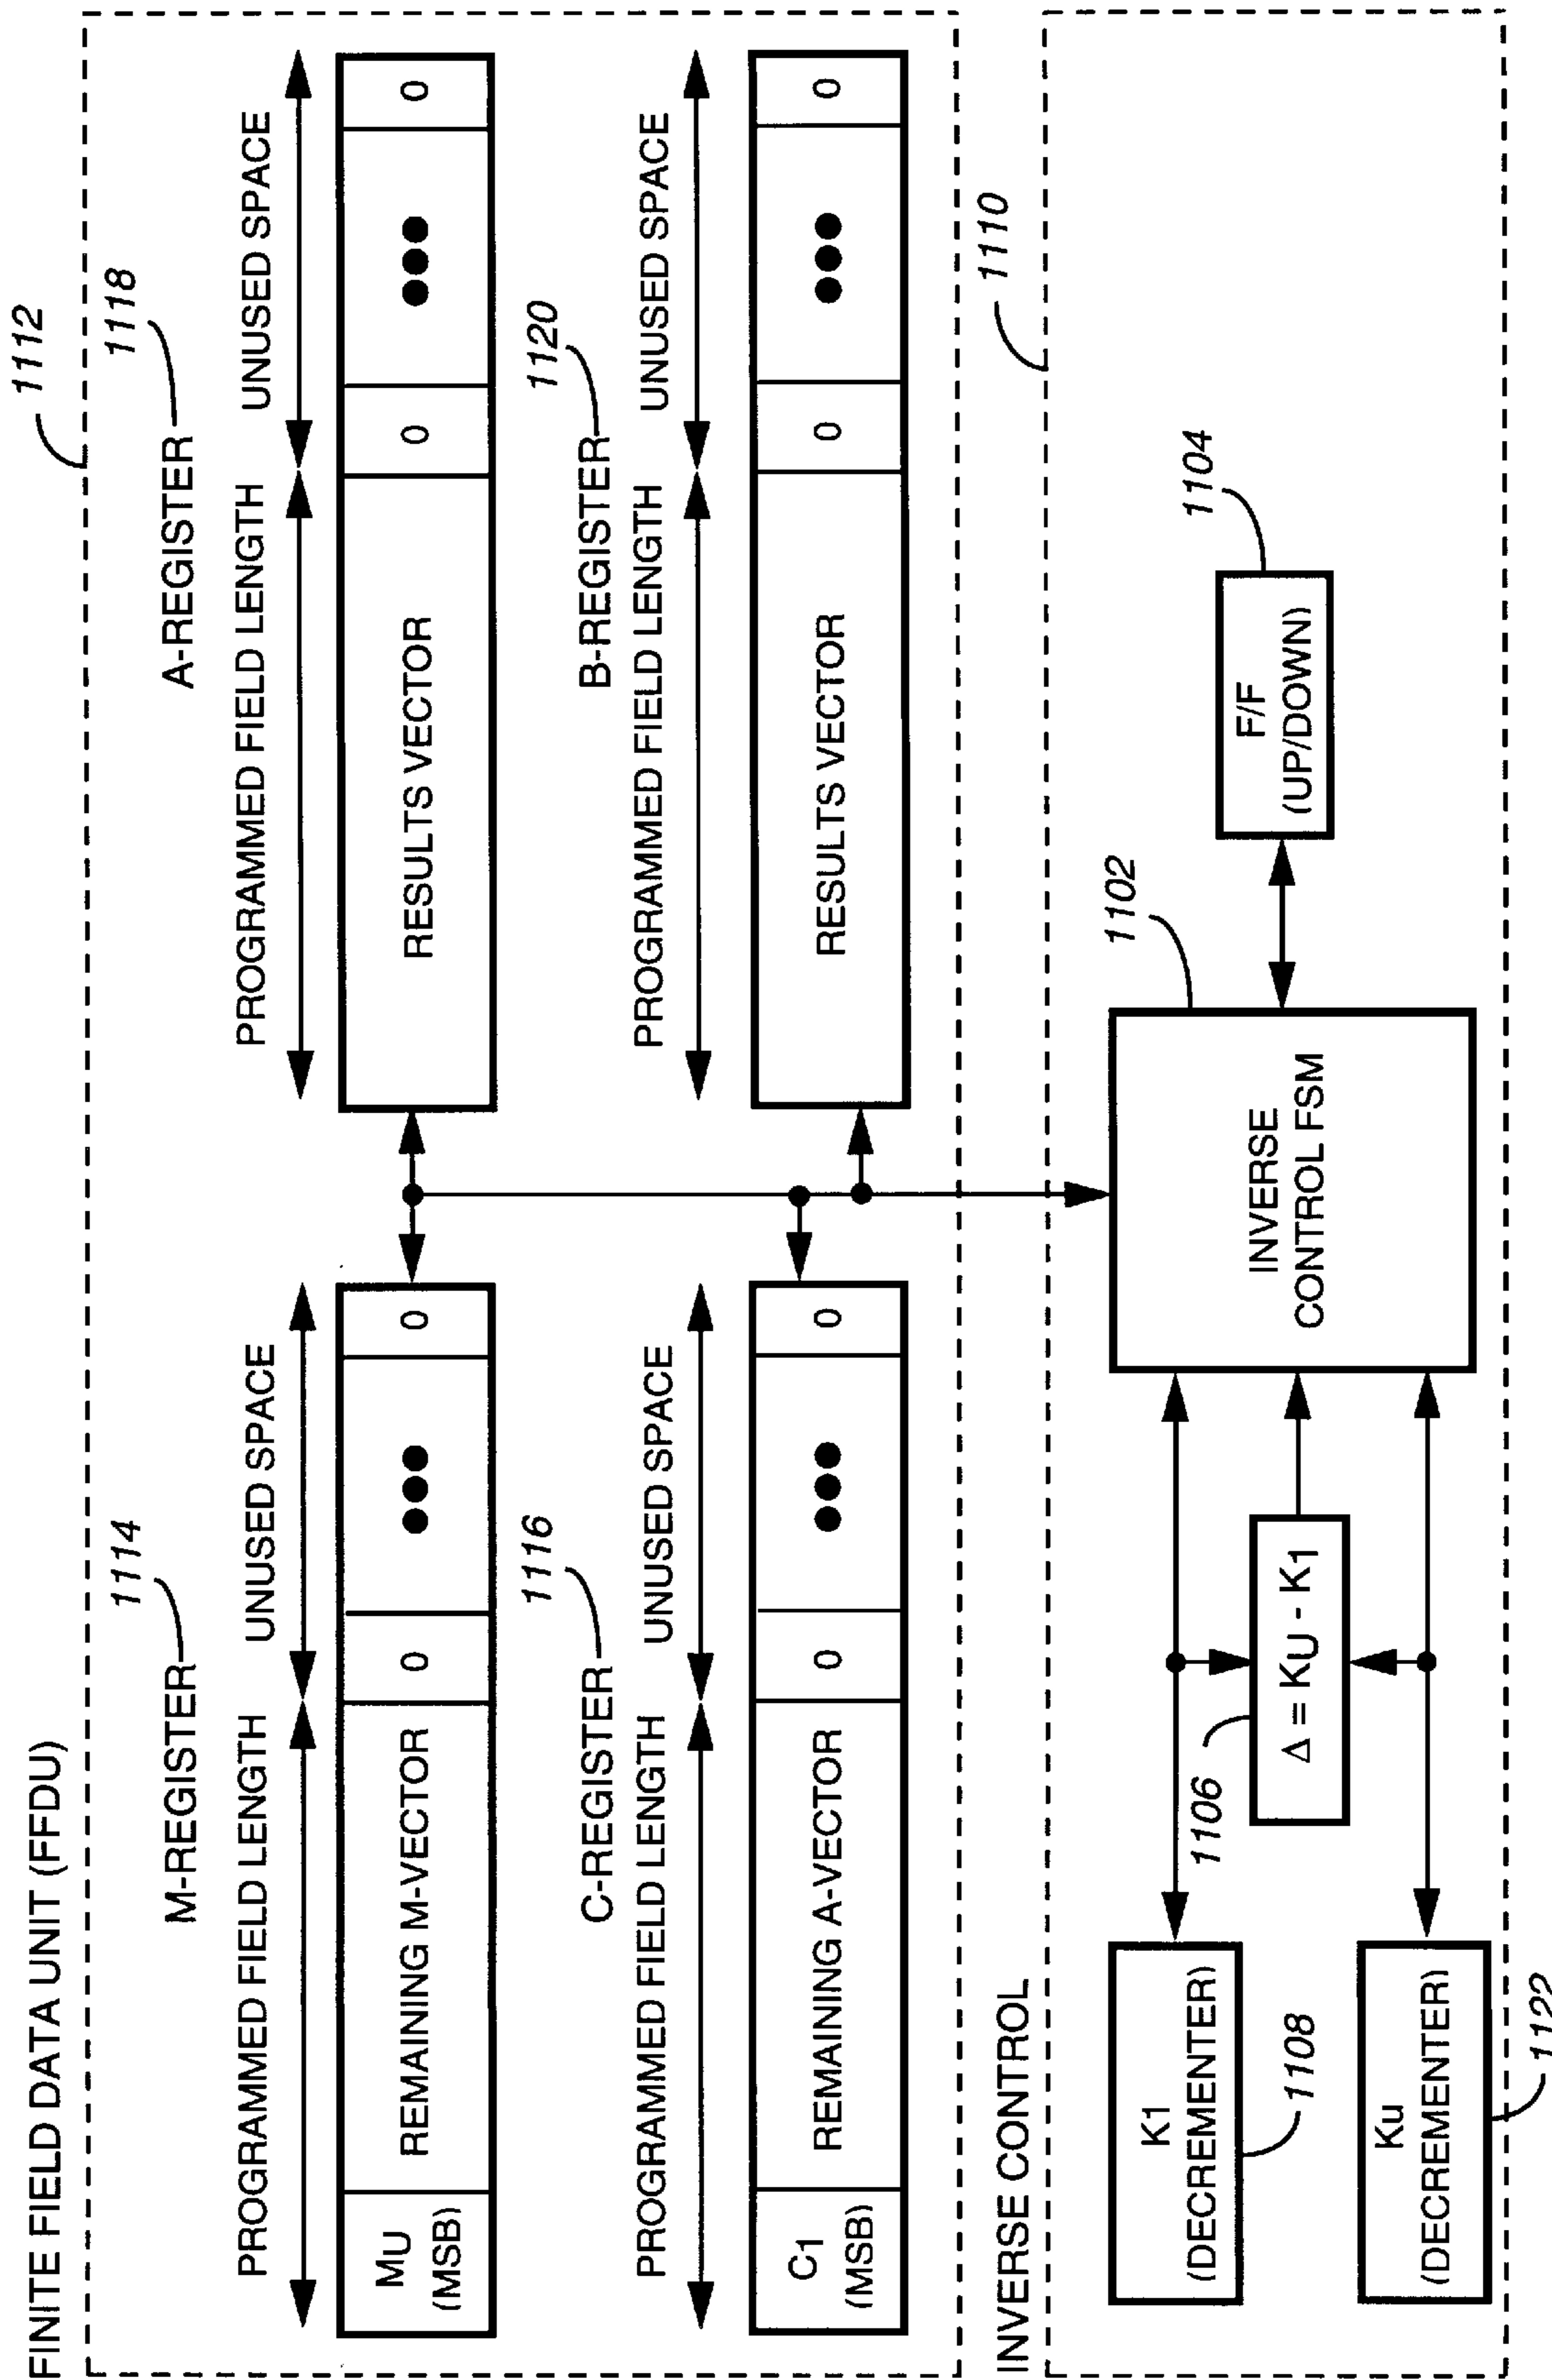 FINITE FIELD DATA UNIT (FFDU)
1112
M-REGISTER
1114
A-REGISTER
1118
PROGRAMMED FIELD LENGTH
UNUSED SPACE
PROGRAMMED FIELD LENGTH
UNUSED SPACE
MU
(MSB)
REMAINING M-VECTOR
0
0
RESULTS VECTOR
0
0
C-REGISTER
1116
B-REGISTER
1120
PROGRAMMED FIELD LENGTH
UNUSED SPACE
PROGRAMMED FIELD LENGTH
UNUSED SPACE
C1
(MSB)
REMAINING A-VECTOR
0
0
RESULTS VECTOR
0
0
INVERSE CONTROL
1110
K1
(DECREMENTER)
1108
1106
Δ = KU - K1
Ku
(DECREMENTER)
1122
INVERSE
CONTROL FSM
1102
F/F
(UP/DOWN)
1104